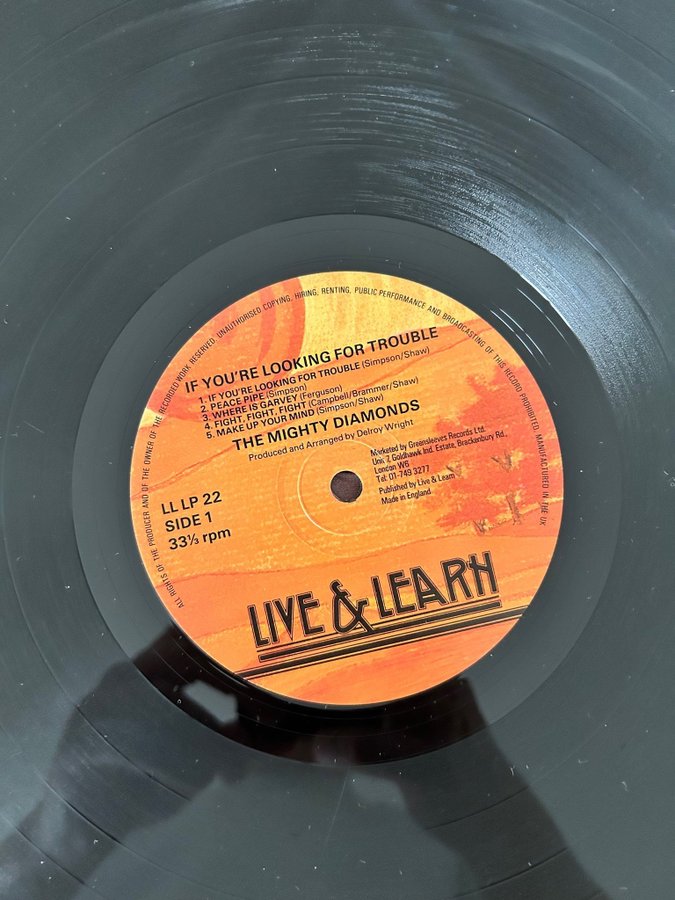 ALL RIGHTS OF THE PRODUCER AND OF THE OWNER OF THE RECORDED WORK RESERVED. UNAUTHORISED COPYING, HIRING, RENTING, PUBLIC PERFORMANCE AND BROADCASTING OF THIS RECORD PROHIBITED. MANUFACTURED IN THE UK
IF YOU'RE LOOKING FOR TROUBLE
1. IF YOU'RE LOOKING FOR TROUBLE (Simpson/Shaw)
2. PEACE PIPE (Simpson)
3. WHERE IS GARVEY (Ferguson)
4. FIGHT, FIGHT, FIGHT (Campbell/Brammer/Shaw)
5. MAKE UP YOUR MIND (Simpson/Shaw)
THE MIGHTY DIAMONDS
Produced and Arranged by Delroy Wright
Marketed by Greensleeves Records Ltd.
Unit 7, Goldhawk Ind. Estate, Brackenbury Rd.,
London W6
Tel: 01-749 3277
Published by Live & Learn
Made in England
LL LP 22
SIDE 1
33⅓ rpm
LIVE & LEARN